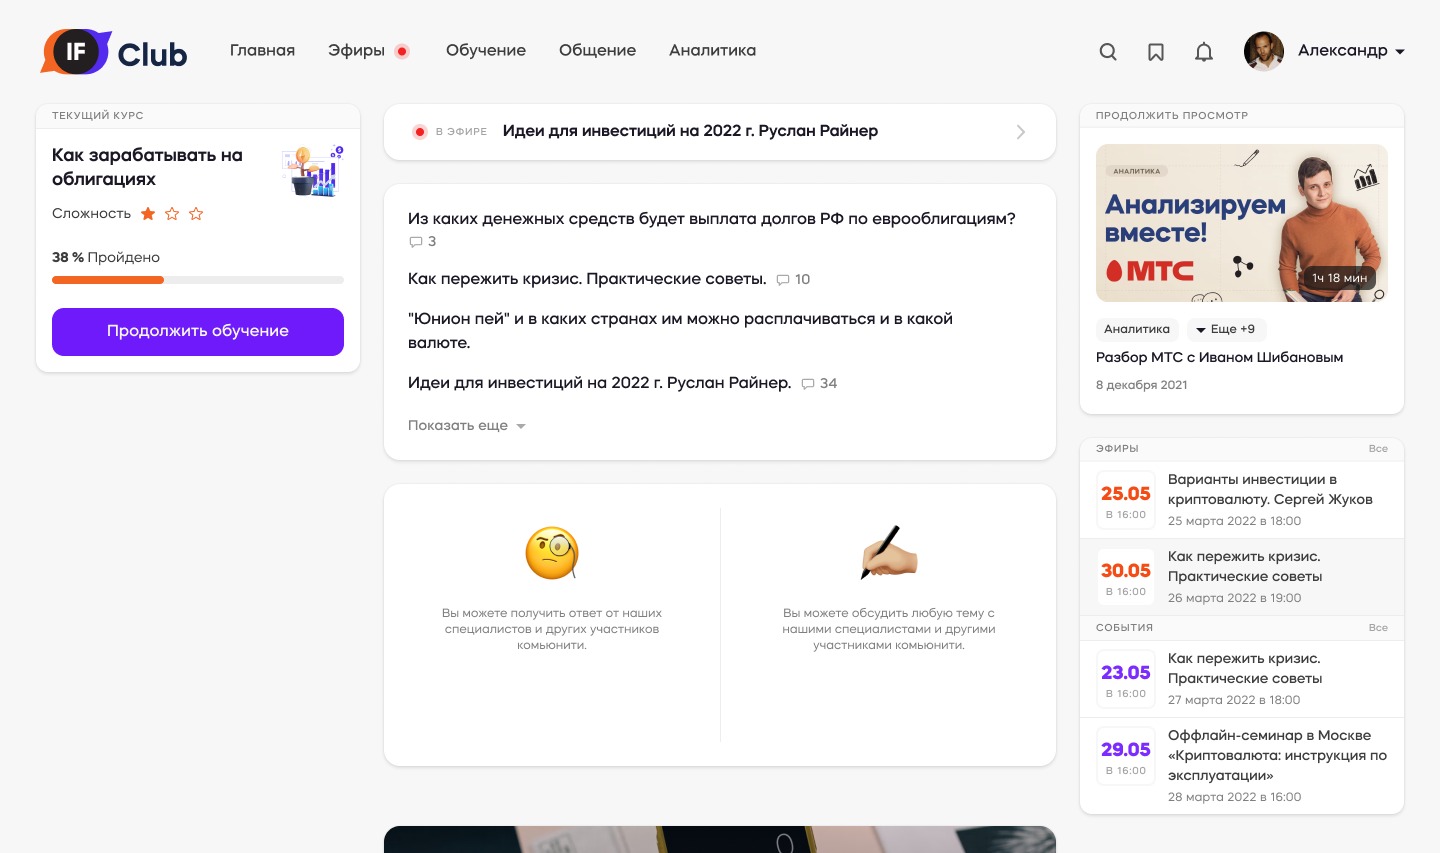 IF Club
Главная
Эфиры
Обучение
Общение
Аналитика
Александр
ТЕКУЩИЙ КУРС
Как зарабатывать на
облигациях
Сложность
38 % Пройдено
Продолжить обучение
В ЭФИРЕ
Идеи для инвестиций на 2022 г. Руслан Райнер
Из каких денежных средств будет выплата долгов РФ по еврооблигациям?
3
Как пережить кризис. Практические советы.
10
"Юнион пей" и в каких странах им можно расплачиваться и в какой
валюте.
Идеи для инвестиций на 2022 г. Руслан Райнер.
34
Показать еще
Вы можете получить ответ от наших
специалистов и других участников
комьюнити.
Вы можете обсудить любую тему с
нашими специалистами и другими
участниками комьюнити.
ПРОДОЛЖИТЬ ПРОСМОТР
АНАЛИТИКА
Анализируем
вместе!
МТС
1ч 18 мин
Аналитика
Еще +9
Разбор МТС с Иваном Шибановым
8 декабря 2021
ЭФИРЫ
Все
25.05
В 16:00
Варианты инвестиции в
криптовалюту. Сергей Жуков
25 марта 2022 в 18:00
30.05
В 16:00
Как пережить кризис.
Практические советы
26 марта 2022 в 19:00
СОБЫТИЯ
Все
23.05
В 16:00
Как пережить кризис.
Практические советы
27 марта 2022 в 18:00
29.05
В 16:00
Оффлайн-семинар в Москве
«Криптовалюта: инструкция по
эксплуатации»
28 марта 2022 в 16:00